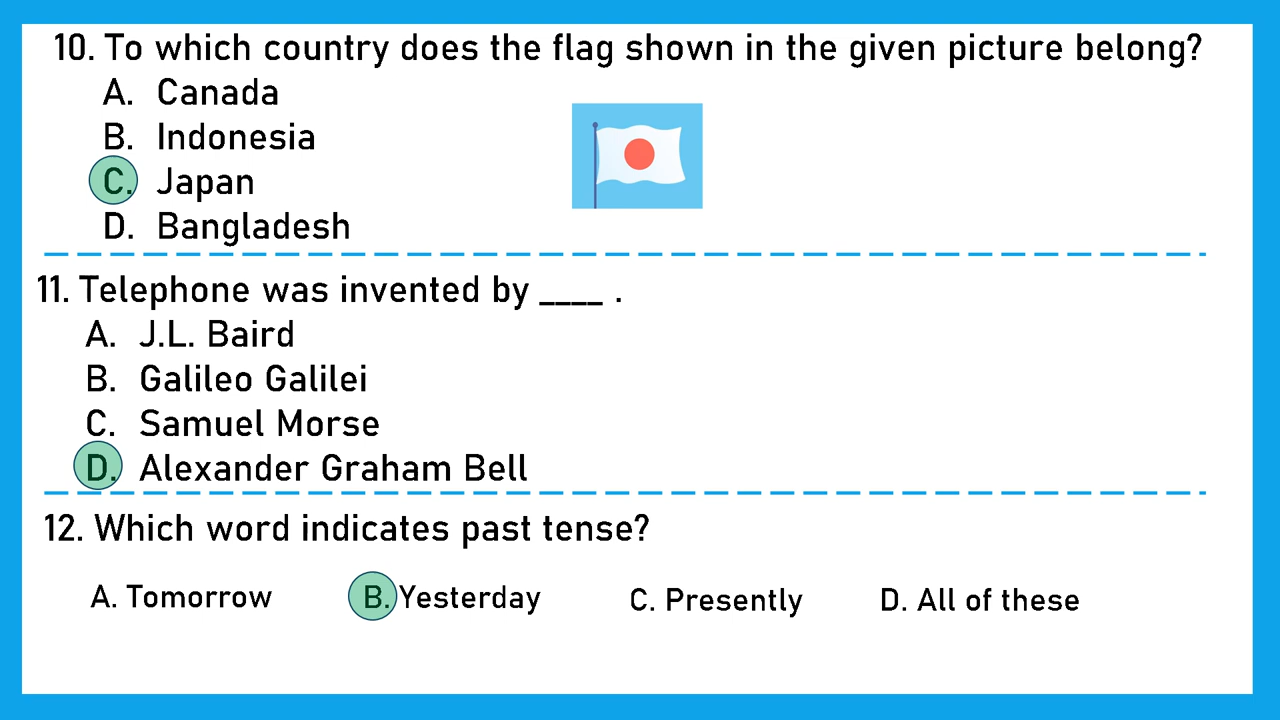 10. To which country does the flag shown in the given picture belong?
A. Canada
B. Indonesia
C. Japan
D. Bangladesh
11. Telephone was invented by ____ .
A. J.L. Baird
B. Galileo Galilei
C. Samuel Morse
D. Alexander Graham Bell
12. Which word indicates past tense?
A. Tomorrow B. Yesterday C. Presently D. All of these